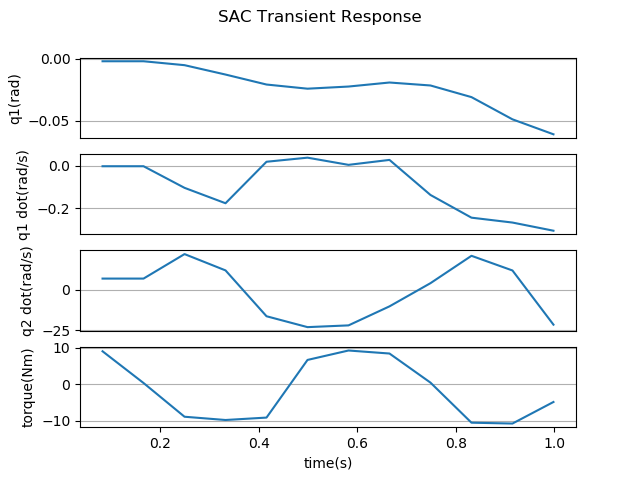 SAC Transient Response
q1(rad)
0.00
−0.05
q1 dot(rad/s)
0.0
−0.2
q2 dot(rad/s)
0
−25
torque(Nm)
10
0
−10
0.2 0.4 0.6 0.8 1.0
time(s)